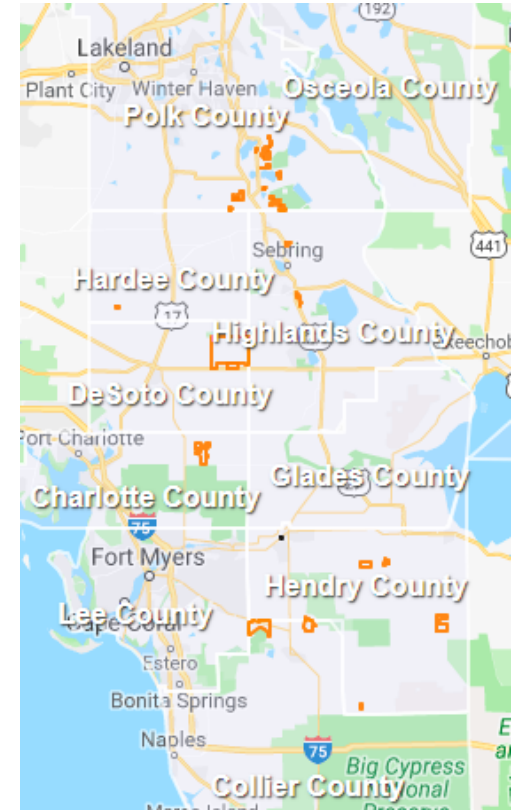 192
Lakeland
Plant City
Winter Haven
Osceola County
Polk County
441
Sebring
Hardee County
17
Highlands County
DeSoto County
Port Charlotte
Glades County
Charlotte County
75
Fort Myers
Hendry County
Lee County
Cape Coral
Estero
Bonita Springs
Naples
75
Big Cypress
Collier County